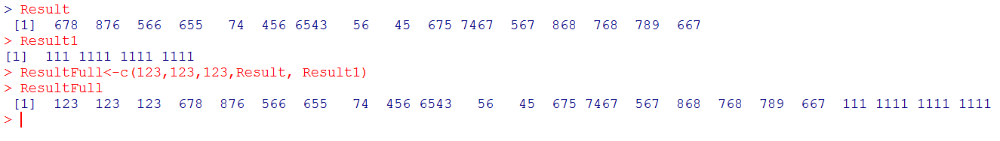 > Result
 [1]  678  876  566  655   74  456 6543   56   45  675 7467  567  868  768  789  667
> Result1
[1]  111 1111 1111 1111
> ResultFull<-c(123,123,123,Result, Result1)
> ResultFull
 [1]  123  123  123  678  876  566  655   74  456 6543   56   45  675 7467  567  868  768  789  667  111 1111 1111 1111
>